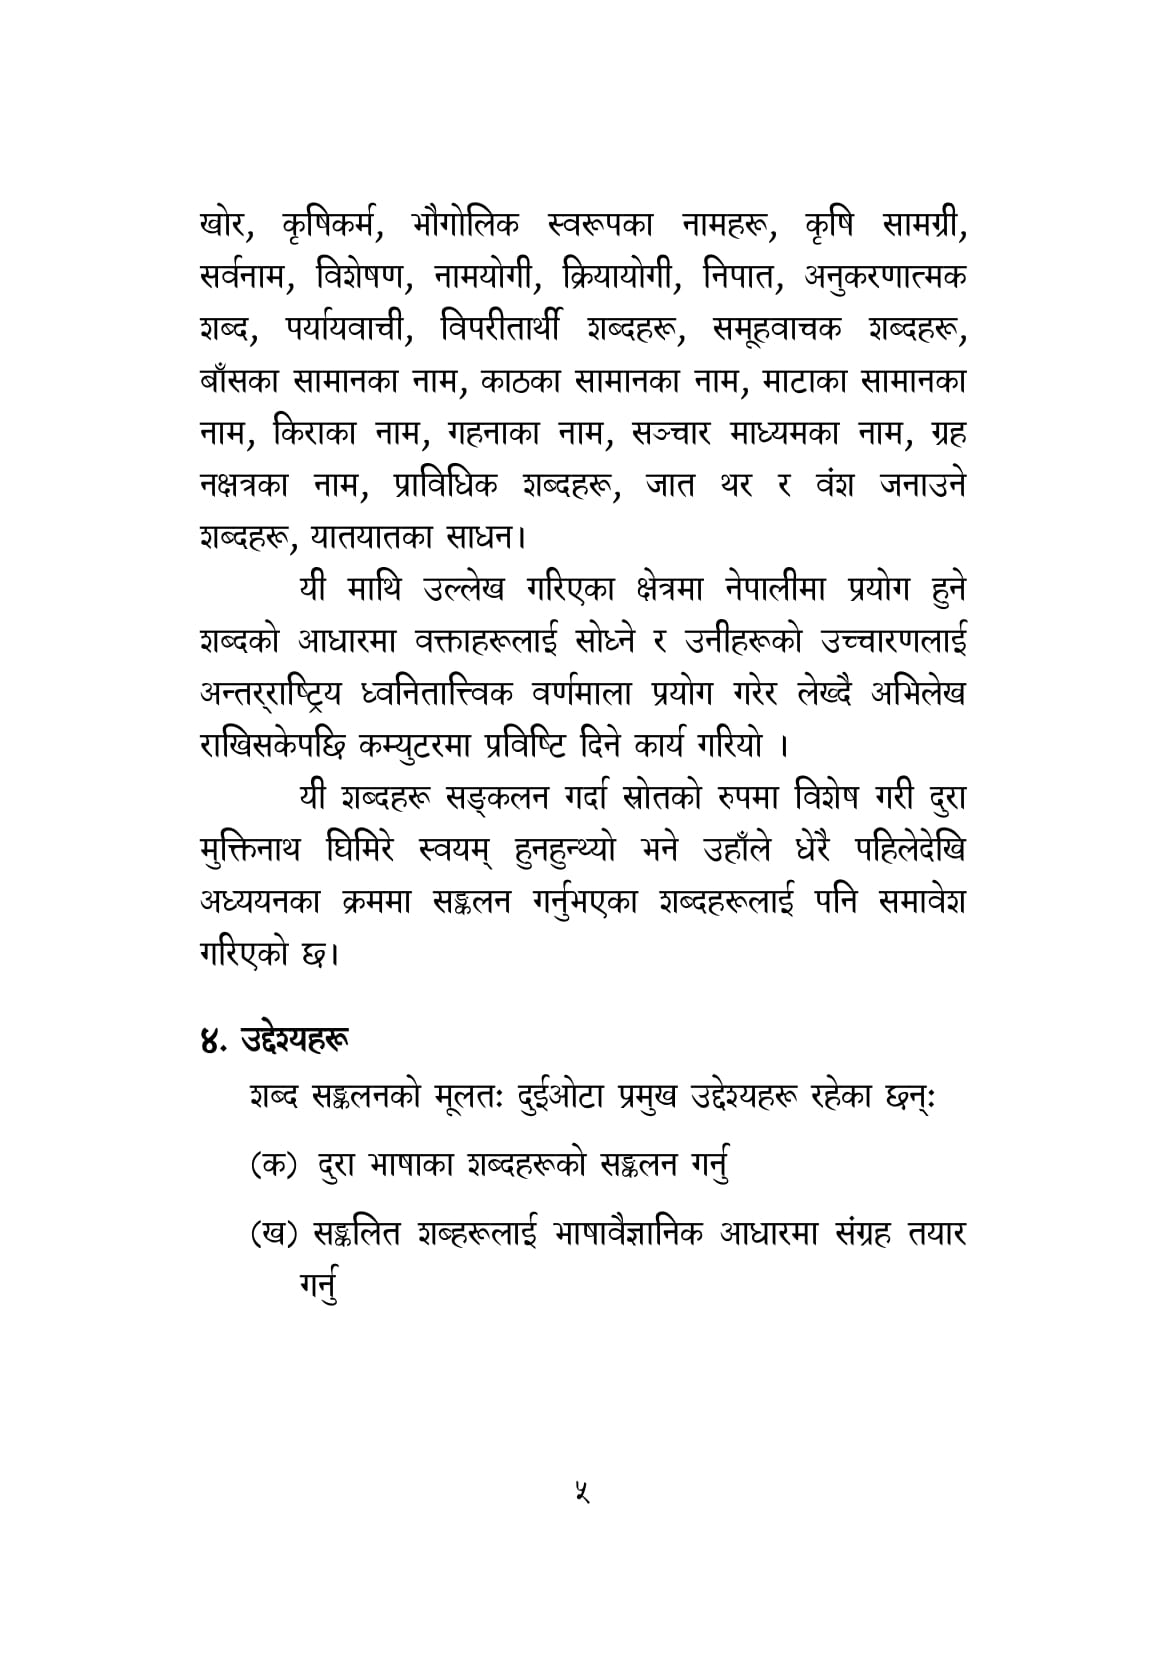 खोर, कृषिकर्म, भौगोलिक स्वरूपका नामहरू, कृषि सामग्री,
सर्वनाम, विशेषण, नामयोगी, क्रियायोगी, निपात, अनुकरणात्मक
शब्द, पर्यायवाची, विपरीतार्थी शब्दहरू, समूहवाचक शब्दहरू,
बाँसका सामानका नाम, काठका सामानका नाम, माटाका सामानका
नाम, किराका नाम, गहनाका नाम, सञ्चार माध्यमका नाम, ग्रह
नक्षत्रका नाम, प्राविधिक शब्दहरू, जात थर र वंश जनाउने
शब्दहरू, यातयातका साधन।
यी माथि उल्लेख गरिएका क्षेत्रमा नेपालीमा प्रयोग हुने
शब्दको आधारमा वक्ताहरूलाई सोध्ने र उनीहरूको उच्चारणलाई
अन्तर्‌राष्ट्रिय ध्वनितात्त्विक वर्णमाला प्रयोग गरेर लेख्दै अभिलेख
राखिसकेपछि कम्युटरमा प्रविष्टि दिने कार्य गरियो ।
यी शब्दहरू सङ्‌कलन गर्दा स्रोतको रुपमा विशेष गरी दुरा
मुक्तिनाथ घिमिरे स्वयम् हुनहुन्थ्यो भने उहाँले धेरै पहिलेदेखि
अध्ययनका क्रममा सङ्कलन गर्नुभएका शब्दहरूलाई पनि समावेश
गरिएको छ।
४. उद्देश्यहरू
शब्द सङ्कलनको मूलतः दुईओटा प्रमुख उद्देश्यहरू रहेका छन्ः
(क) दुरा भाषाका शब्दहरूको सङ्कलन गर्नु
(ख) सङ्कलित शब्हरूलाई भाषावैज्ञानिक आधारमा संग्रह तयार
गर्नु
५